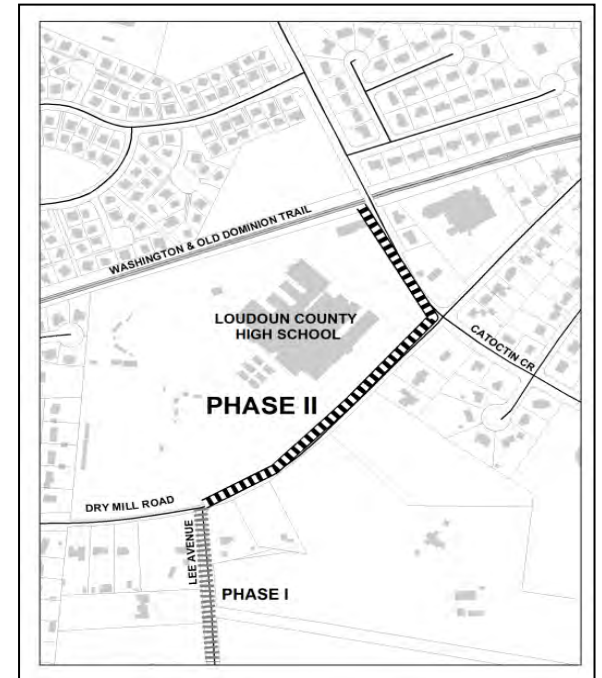 WASHINGTON & OLD DOMINION TRAIL
LOUDOUN COUNTY
HIGH SCHOOL
CATOCTIN CR
PHASE II
DRY MILL ROAD
LEE AVENUE
PHASE I